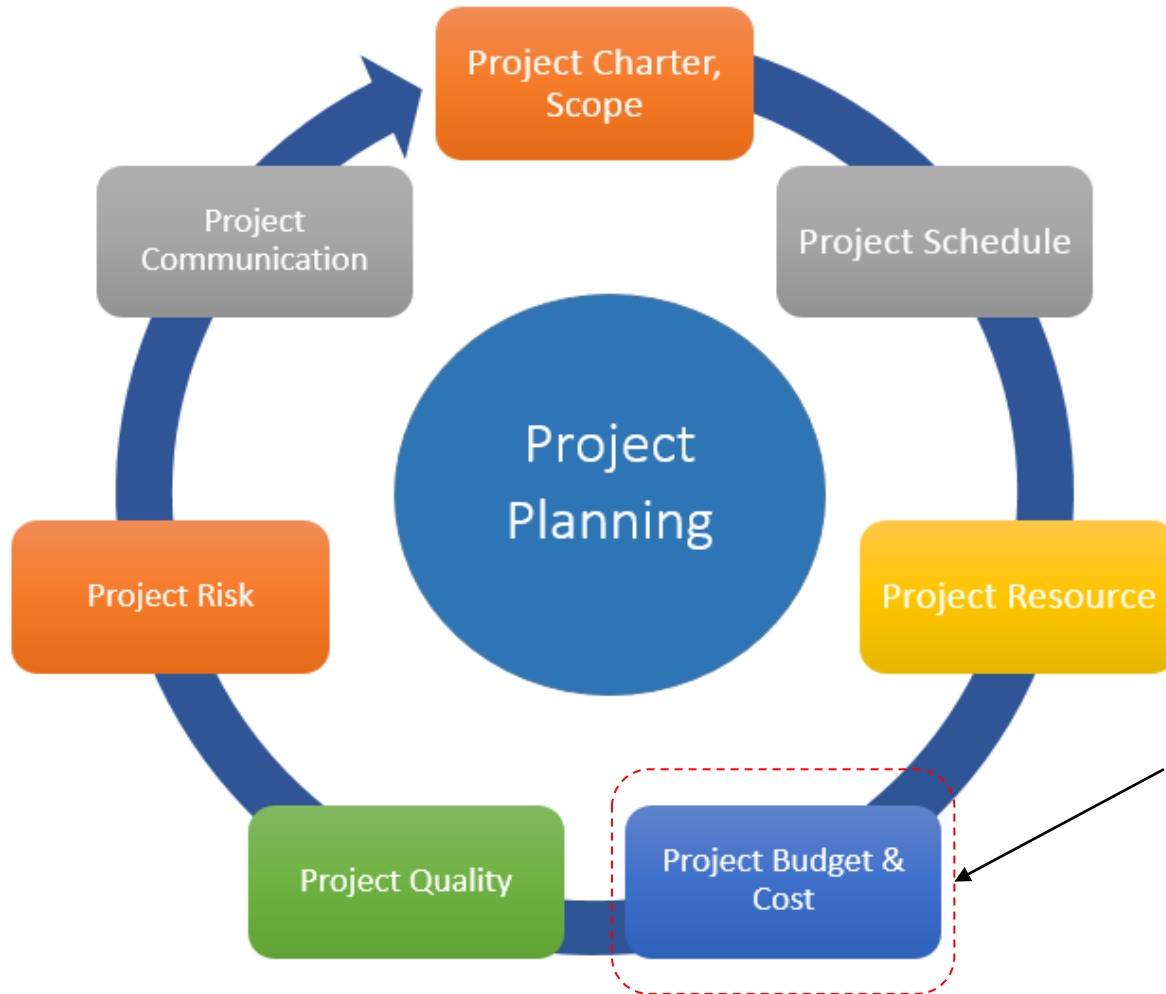 Project Charter,
Scope
Project Schedule
Project Resource
Project Budget &
Cost
Project Quality
Project Risk
Project
Communication
Project
Planning